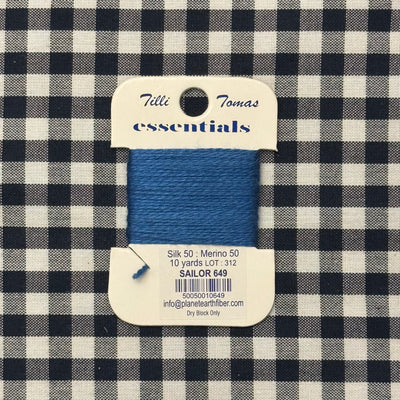 Tilli Tomas
essentials
Silk 50 : Merino 50
10 yards LOT : 312
SAILOR 649
50050010649
info@planetearthfiber.com
Dry Block Only